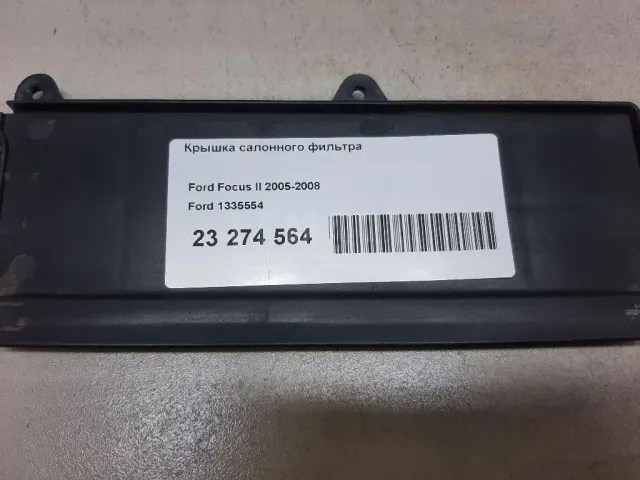 Крышка салонного фильтра
Ford Focus II 2005-2008
Ford 1335554
23 274 564